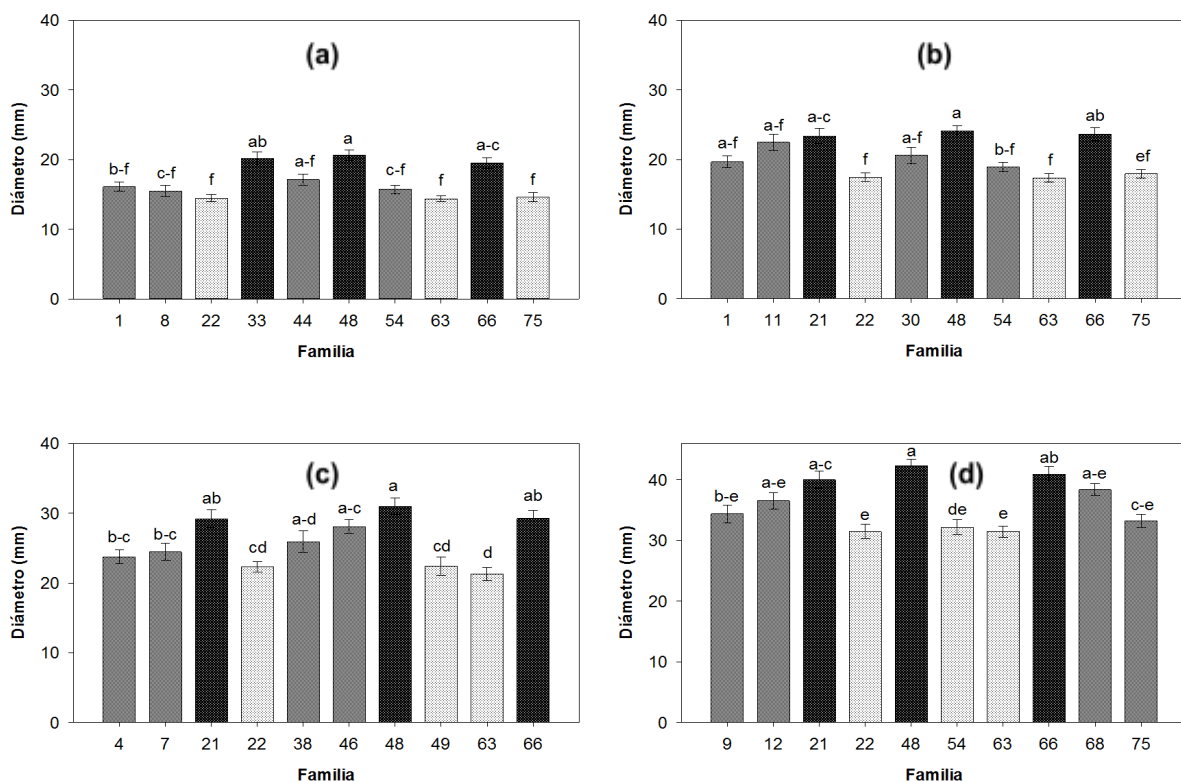 (a)
Diámetro (mm)
40
30
20
10
0
b-f c-f f ab a-f a c-f f a-c f
1 8 22 33 44 48 54 63 66 75
Familia
(b)
Diámetro (mm)
40
30
20
10
0
a-f a-f a-c f a-f a b-f f ab ef
1 11 21 22 30 48 54 63 66 75
Familia
(c)
Diámetro (mm)
40
30
20
10
0
b-c b-c ab cd a-d a-c a cd d ab
4 7 21 22 38 46 48 49 63 66
Familia
(d)
Diámetro (mm)
40
30
20
10
0
b-e a-e a-c e a de e ab a-e c-e
9 12 21 22 48 54 63 66 68 75
Familia